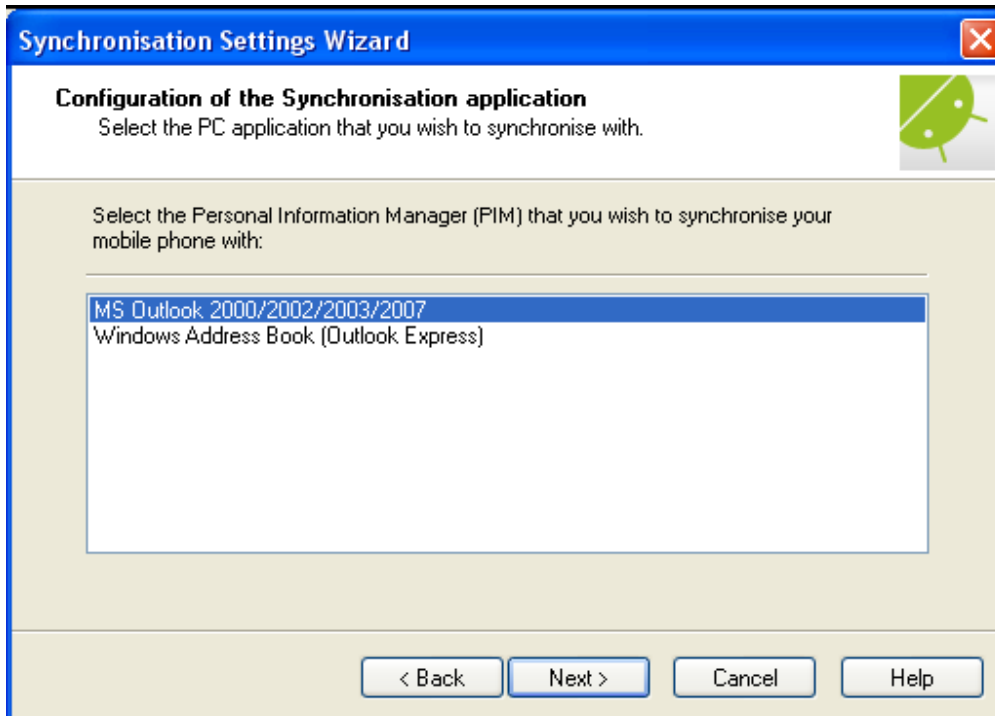 Synchronisation Settings Wizard
Configuration of the Synchronisation application
Select the PC application that you wish to synchronise with.
Select the Personal Information Manager (PIM) that you wish to synchronise your
mobile phone with:
MS Outlook 2000/2002/2003/2007
Windows Address Book (Outlook Express)
< Back Next > Cancel Help